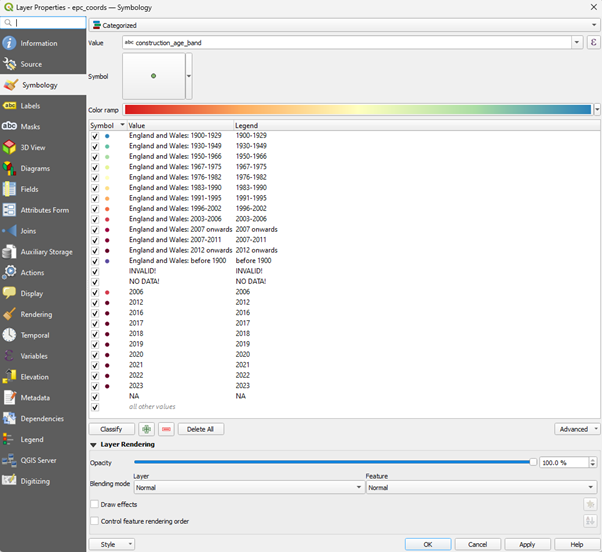 Layer Properties - epc_coords — Symbology
Information
Source
Symbology
Labels
Masks
3D View
Diagrams
Fields
Attributes Form
Joins
Auxiliary Storage
Actions
Display
Rendering
Temporal
Variables
Elevation
Metadata
Dependencies
Legend
QGIS Server
Digitizing
Categorized
Value abc construction_age_band ε
Symbol
Color ramp
Symbol Value Legend
England and Wales: 1900-1929 1900-1929
England and Wales: 1930-1949 1930-1949
England and Wales: 1950-1966 1950-1966
England and Wales: 1967-1975 1967-1975
England and Wales: 1976-1982 1976-1982
England and Wales: 1983-1990 1983-1990
England and Wales: 1991-1995 1991-1995
England and Wales: 1996-2002 1996-2002
England and Wales: 2003-2006 2003-2006
England and Wales: 2007 onwards 2007 onwards
England and Wales: 2007-2011 2007-2011
England and Wales: 2012 onwards 2012 onwards
England and Wales: before 1900 before 1900
INVALID! INVALID!
NO DATA! NO DATA!
2006 2006
2012 2012
2016 2016
2017 2017
2018 2018
2019 2019
2020 2020
2021 2021
2022 2022
2023 2023
NA NA
all other values
Classify Delete All Advanced
Layer Rendering
Opacity 100.0 %
Layer Feature
Blending mode Normal Normal
Draw effects
Control feature rendering order
Style OK Cancel Apply Help